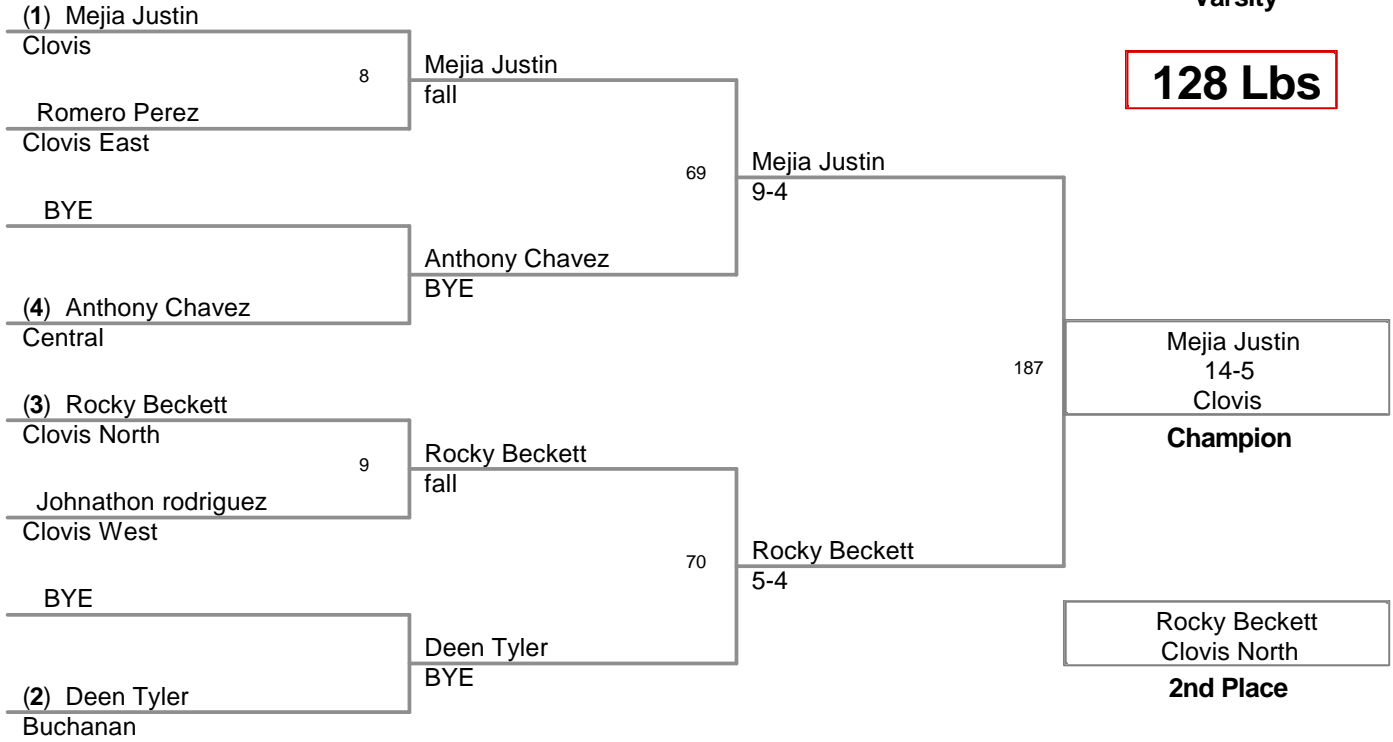 Varsity
128 Lbs
(1) Mejia Justin
Clovis
8
Romero Perez
Clovis East
Mejia Justin
fall
BYE
(4) Anthony Chavez
Central
Anthony Chavez
BYE
69
Mejia Justin
9-4
(3) Rocky Beckett
Clovis North
9
Johnathon rodriguez
Clovis West
Rocky Beckett
fall
BYE
(2) Deen Tyler
Buchanan
Deen Tyler
BYE
70
Rocky Beckett
5-4
187
Mejia Justin
14-5
Clovis
Champion
Rocky Beckett
Clovis North
2nd Place